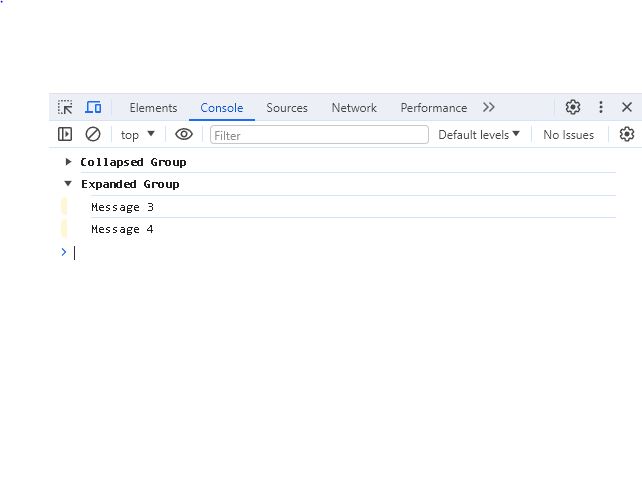 Elements Console Sources Network Performance
top Filter Default levels No Issues
Collapsed Group
Expanded Group
Message 3
Message 4